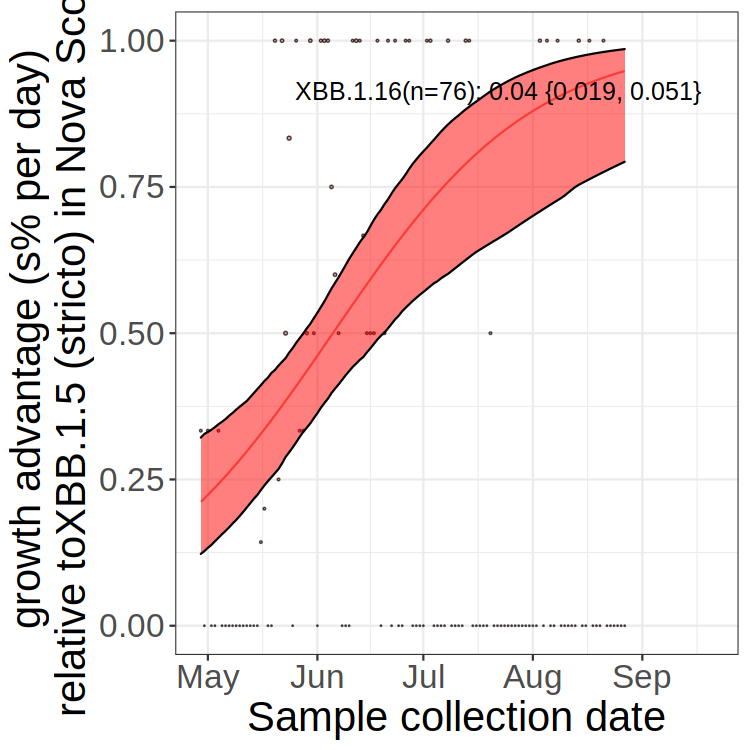 growth advantage (s% per day)
relative toXBB.1.5 (stricto) in Nova
1.00
0.75
0.50
0.25
0.00
XBB.1.16(n=76): 0.04 {0.019, 0.051}
May Jun Jul Aug Sep
Sample collection date